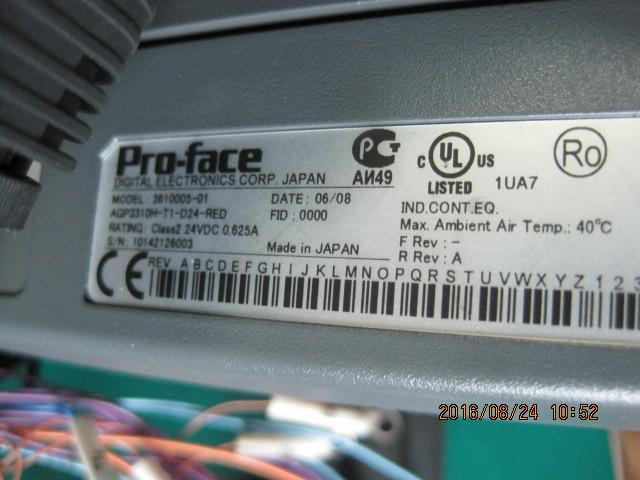 Pro-face
DIGITAL ELECTRONICS CORP. JAPAN
MODEL: 3610005-01
AGP3310H-T1-D24-RED
RATING: Class2 24VDC 0.625A
S/N: 10142126003
DATE: 06/08
FID: 0000
Made in JAPAN
РСТ
АИ49
C UL US
LISTED 1UA7
Ro
IND.CONT.EQ.
Max. Ambient Air Temp.: 40°C
F Rev: -
R Rev: A
CE
REV A B C D E F G H I J K L M N O P Q R S T U V W X Y Z 1 2 3
2016/08/24 10:52